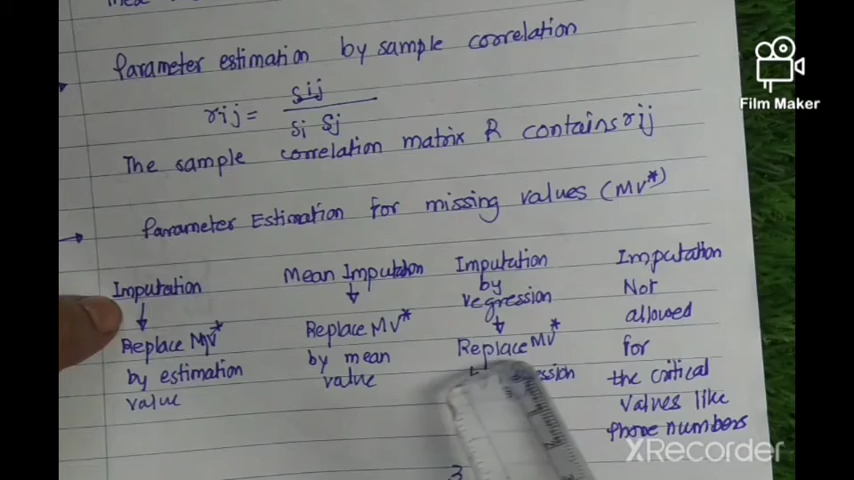 Parameter estimation by sample correlation
rij = sij / si sj
The sample correlation matrix R contains rij
Parameter Estimation for missing values (MV*)
Imputation
Replace MV*
by estimation
value
Mean Imputation
Replace MV*
by mean
value
Imputation
by
regression
Replace MV*
Imputation
Not
allowed
for
the critical
values like
phone numbers
3
Film Maker
XRecorder